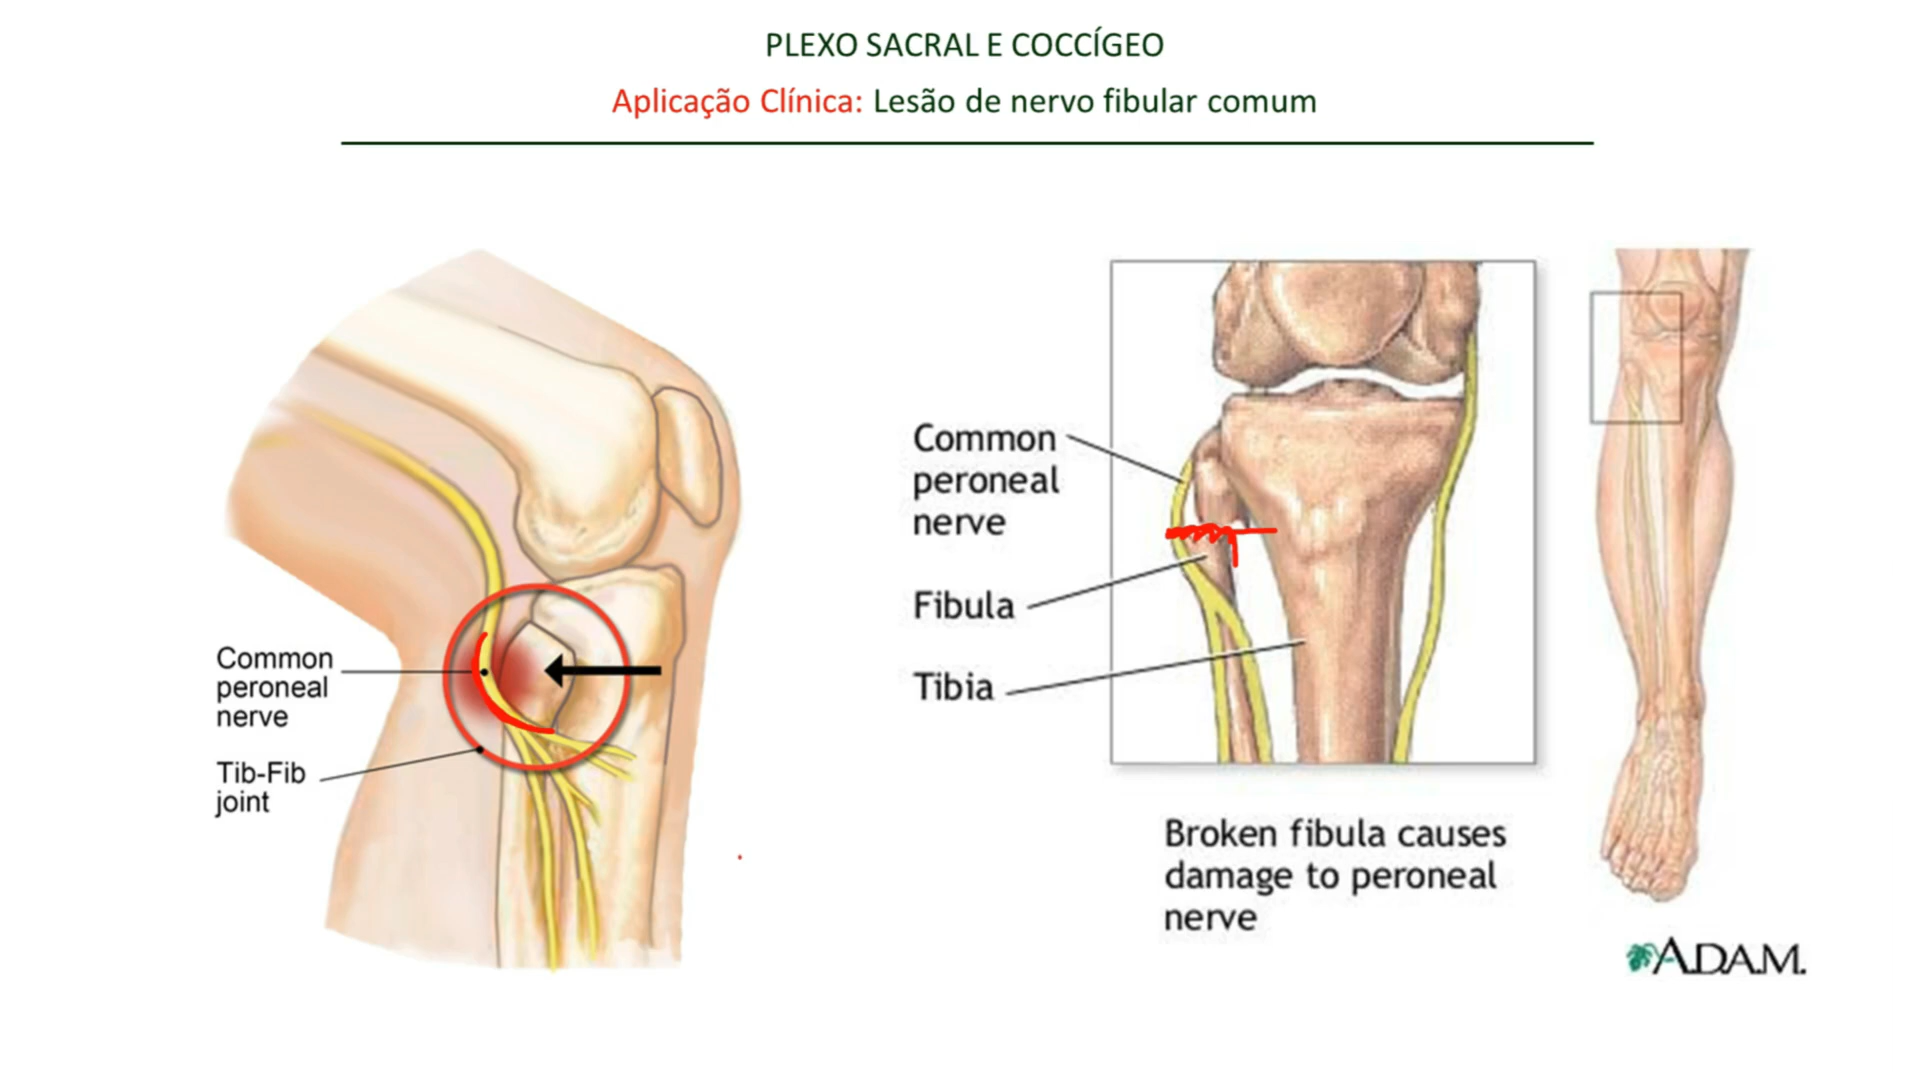 PLEXO SACRAL E COCCÍGEO
Aplicação Clínica: Lesão de nervo fibular comum
Common
peroneal
nerve
Tib-Fib
joint
Common
peroneal
nerve
Fibula
Tibia
Broken fibula causes
damage to peroneal
nerve
A.D.A.M.